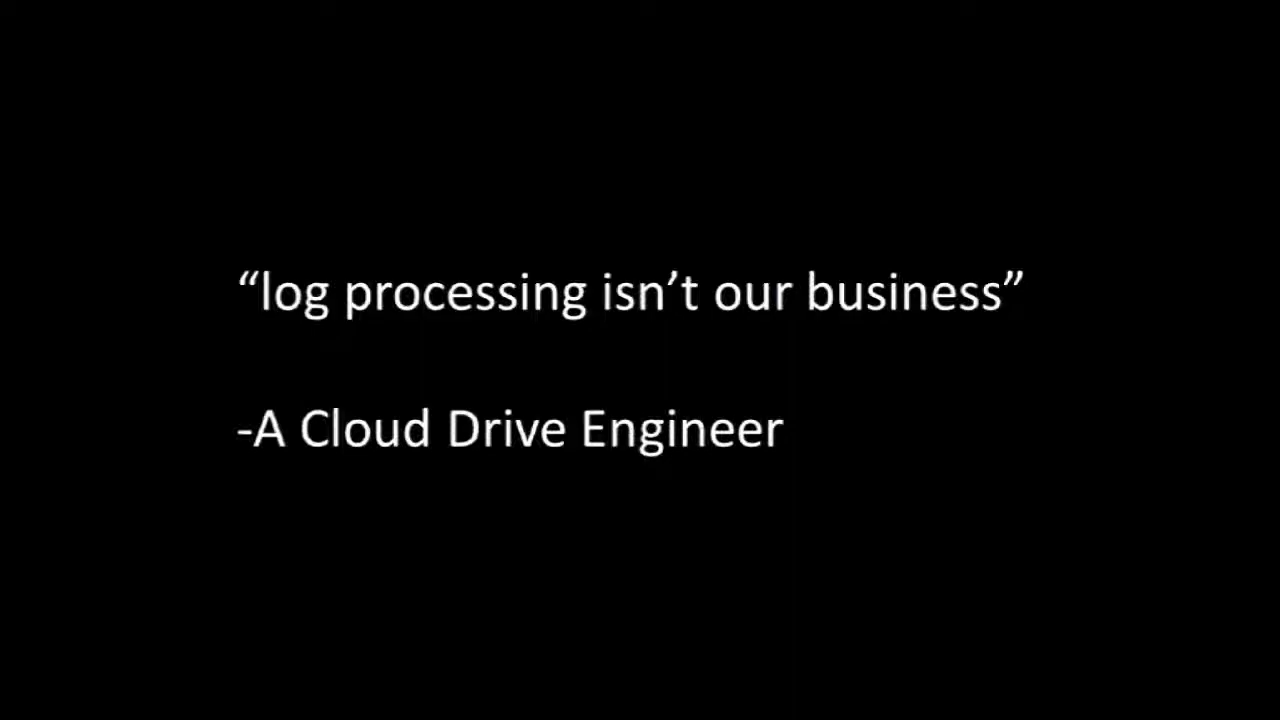 “log processing isn’t our business”
-A Cloud Drive Engineer